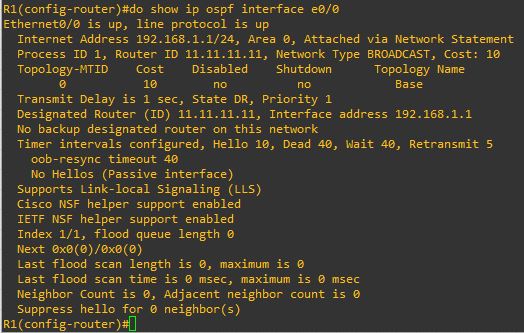 R1(config-router)#do show ip ospf interface e0/0
Ethernet0/0 is up, line protocol is up
Internet Address 192.168.1.1/24, Area 0, Attached via Network Statement
Process ID 1, Router ID 11.11.11.11, Network Type BROADCAST, Cost: 10
Topology-MTID Cost Disabled Shutdown Topology Name
0 10 no no Base
Transmit Delay is 1 sec, State DR, Priority 1
Designated Router (ID) 11.11.11.11, Interface address 192.168.1.1
No backup designated router on this network
Timer intervals configured, Hello 10, Dead 40, Wait 40, Retransmit 5
oob-resync timeout 40
No Hellos (Passive interface)
Supports Link-local Signaling (LLS)
Cisco NSF helper support enabled
IETF NSF helper support enabled
Index 1/1, flood queue length 0
Next 0x0(0)/0x0(0)
Last flood scan length is 0, maximum is 0
Last flood scan time is 0 msec, maximum is 0 msec
Neighbor Count is 0, Adjacent neighbor count is 0
Suppress hello for 0 neighbor(s)
R1(config-router)#